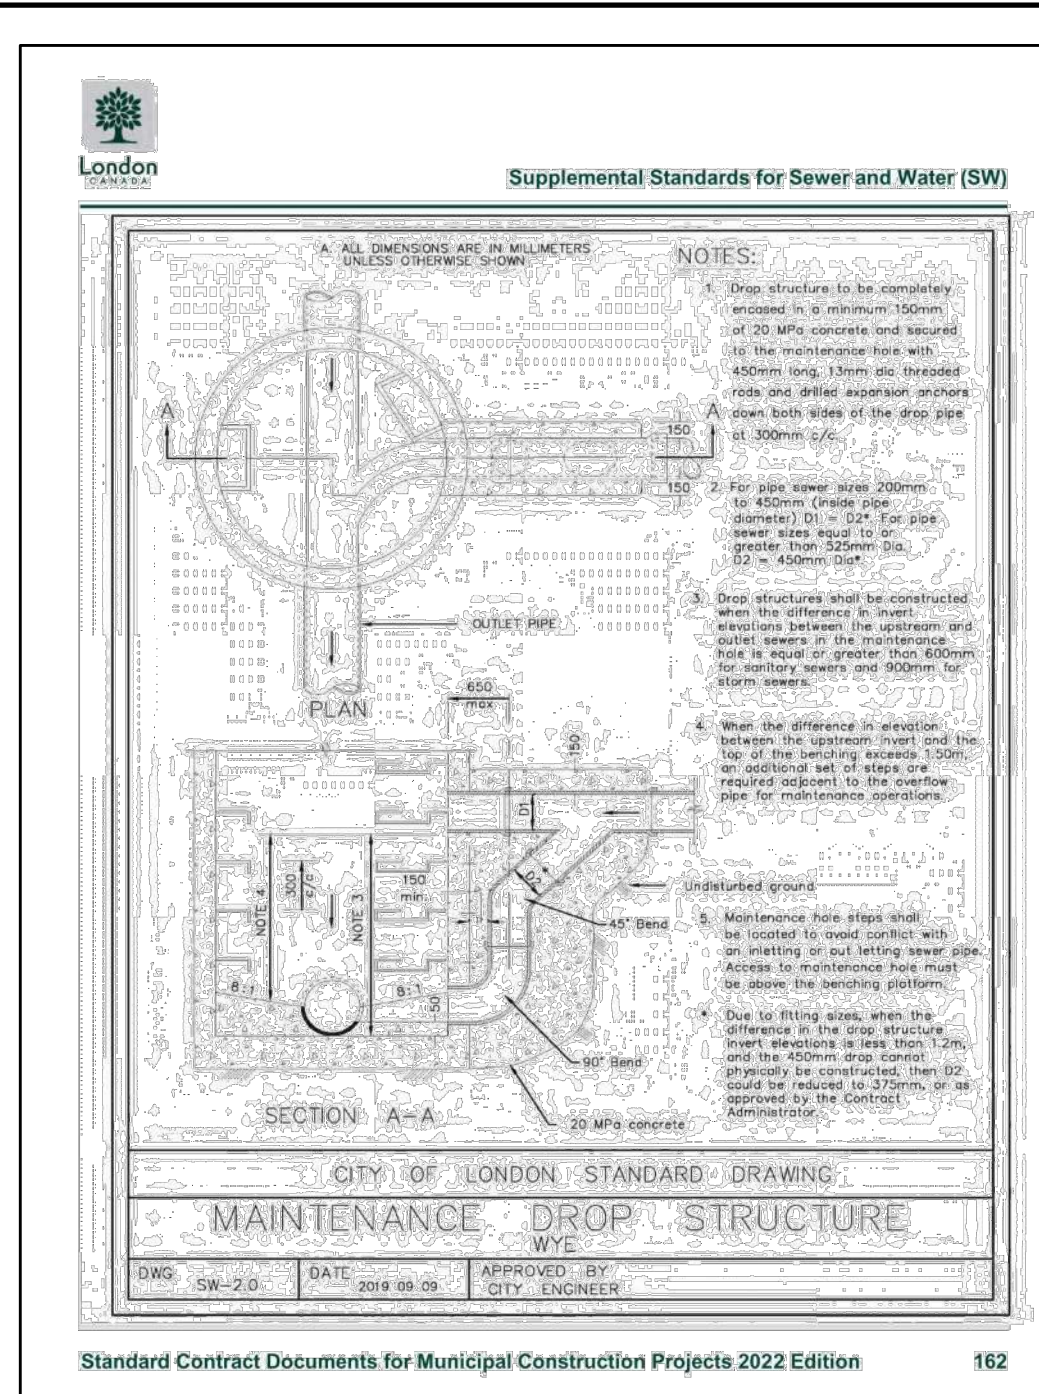 London
CANADA
Supplemental Standards for Sewer and Water (SW)
A. ALL DIMENSIONS ARE IN MILLIMETERS
UNLESS OTHERWISE SHOWN
A
A
150
150
OUTLET PIPE
PLAN
NOTES:
1. Drop structure to be completely
encased in a minimum 150mm
of 20 MPa concrete and secured
to the maintenance hole with
450mm long, 13mm dia threaded
rods and drilled expansion anchors
down both sides of the drop pipe
at 300mm c/c.
2. For pipe sewer sizes 200mm
to 450mm (inside pipe
diameter) D1 = D2*. For pipe
sewer sizes equal to or
greater than 525mm Dia.
D2 = 450mm Dia*.
3. Drop structures shall be constructed
when the difference in invert
elevations between the upstream and
outlet sewers in the maintenance
hole is equal or greater than 600mm
for sanitary sewers and 900mm for
storm sewers.
4. When the difference in elevation
between the upstream invert and the
top of the benching exceeds 1.50m,
an additional set of steps are
required adjacent to the overflow
pipe for maintenance operations.
5. Maintenance hole steps shall
be located to avoid conflict with
an inletting or out letting sewer pipe.
Access to maintenance hole must
be above the benching platform.
* Due to fitting sizes, when the
difference in the drop structure
invert elevations is less than 1.2m,
and the 450mm drop cannot
physically be constructed, then D2
could be reduced to 375mm, or as
approved by the Contract
Administrator.
650
max
150
D1
D2*
NOTE 4
300
c/c
NOTE 3
150
min.
8:1
8:1
50
Undisturbed ground
45° Bend
90° Bend
20 MPa concrete
SECTION A-A
CITY OF LONDON STANDARD DRAWING
MAINTENANCE DROP STRUCTURE
WYE
DWG
SW-2.0
DATE
2019 09 09
APPROVED BY
CITY ENGINEER
Standard Contract Documents for Municipal Construction Projects 2022 Edition
162